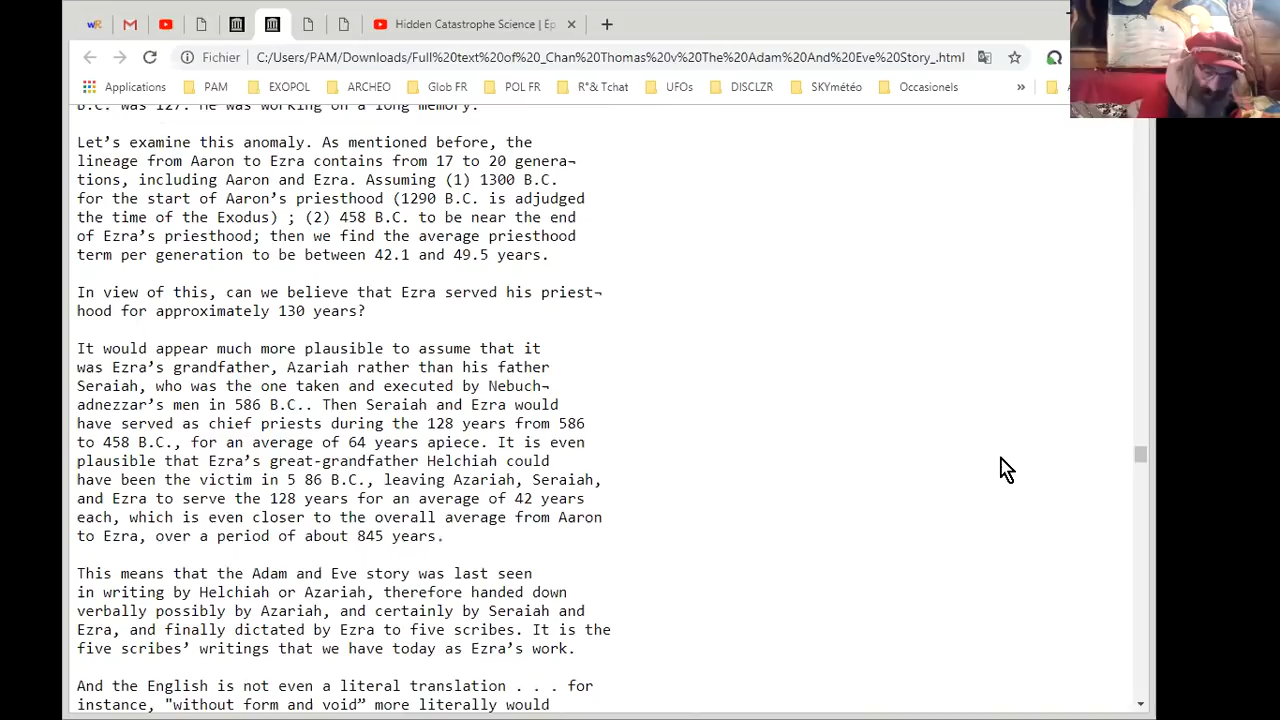 Hidden Catastrophe Science | Ep
Fichier
C:/Users/PAM/Downloads/Full%20text%20of%20_Chan%20Thomas%20v%20The%20Adam%20And%20Eve%20Story_.html
Applications
PAM
EXOPOL
ARCHEO
Glob FR
POL FR
R*& Tchat
UFOs
DISCLZR
SKYmétéo
Occasionels
»
B.C. was 127. He was working on a long memory.
Let's examine this anomaly. As mentioned before, the
lineage from Aaron to Ezra contains from 17 to 20 genera¬
tions, including Aaron and Ezra. Assuming (1) 1300 B.C.
for the start of Aaron's priesthood (1290 B.C. is adjudged
the time of the Exodus) ; (2) 458 B.C. to be near the end
of Ezra's priesthood; then we find the average priesthood
term per generation to be between 42.1 and 49.5 years.
In view of this, can we believe that Ezra served his priest¬
hood for approximately 130 years?
It would appear much more plausible to assume that it
was Ezra's grandfather, Azariah rather than his father
Seraiah, who was the one taken and executed by Nebuch¬
adnezzar's men in 586 B.C.. Then Seraiah and Ezra would
have served as chief priests during the 128 years from 586
to 458 B.C., for an average of 64 years apiece. It is even
plausible that Ezra's great-grandfather Helchiah could
have been the victim in 586 B.C., leaving Azariah, Seraiah,
and Ezra to serve the 128 years for an average of 42 years
each, which is even closer to the overall average from Aaron
to Ezra, over a period of about 845 years.
This means that the Adam and Eve story was last seen
in writing by Helchiah or Azariah, therefore handed down
verbally possibly by Azariah, and certainly by Seraiah and
Ezra, and finally dictated by Ezra to five scribes. It is the
five scribes' writings that we have today as Ezra's work.
And the English is not even a literal translation . . . for
instance, "without form and void” more literally would